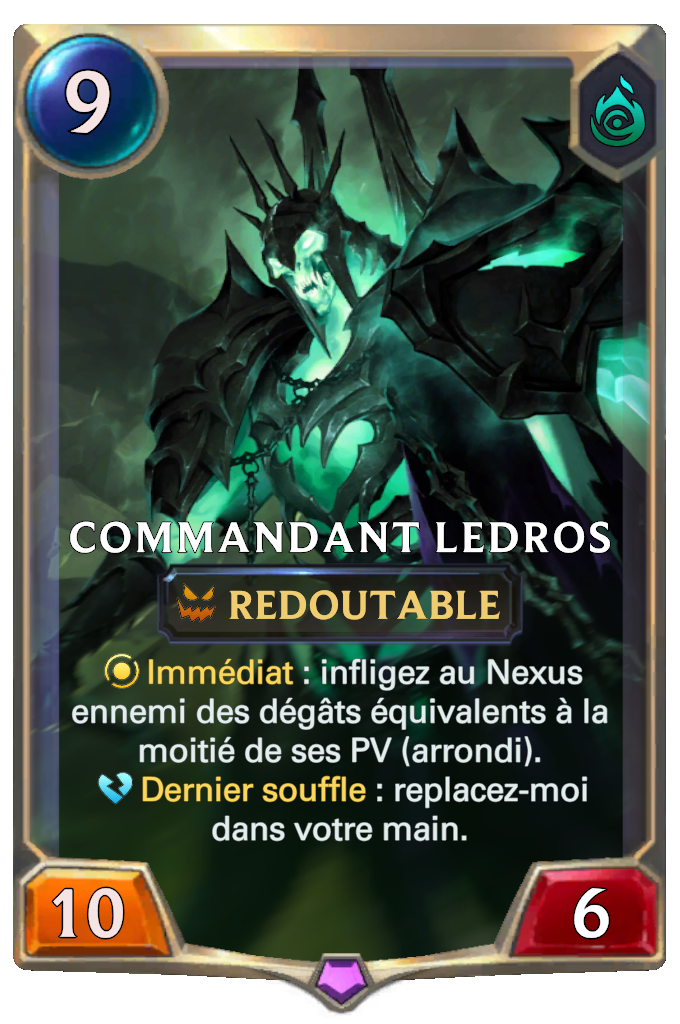 9
COMMANDANT LEDROS
REDOUTABLE
Immédiat : infligez au Nexus
ennemi des dégâts équivalents à la
moitié de ses PV (arrondi).
Dernier souffle : replacez-moi
dans votre main.
10
6